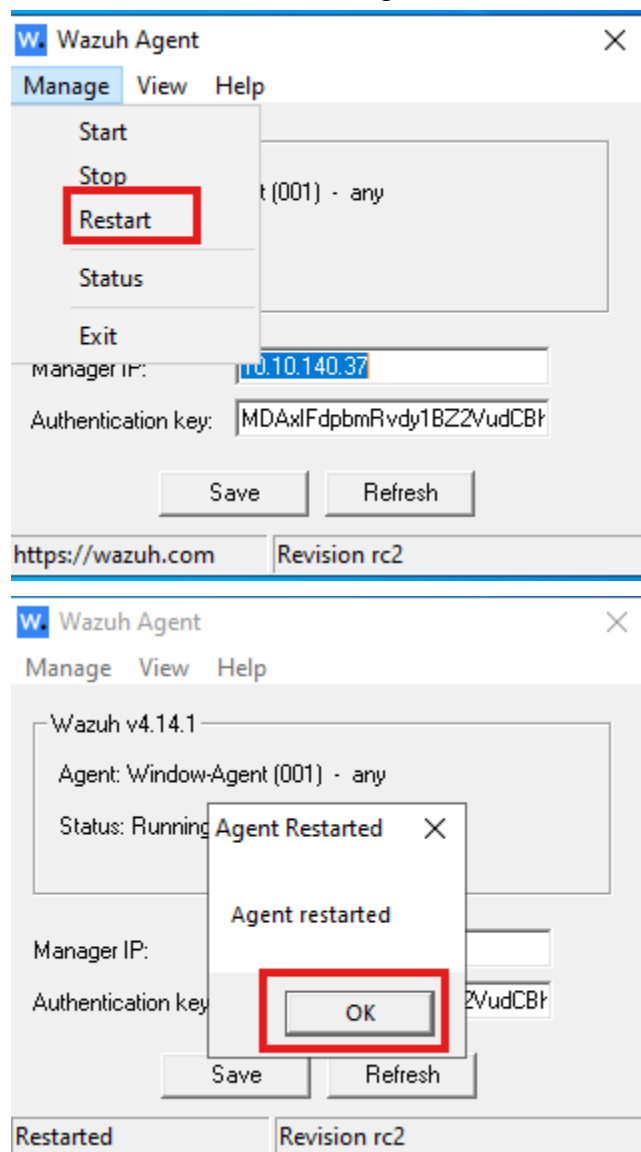 W. Wazuh Agent
Manage View Help
Start
Stop
t (001) - any
Restart
Status
Exit
Manager IP: 10.10.140.37
Authentication key: MDAxIFdpbmRvdy1BZ2VudCBh
Save Refresh
https://wazuh.com Revision rc2
W. Wazuh Agent
Manage View Help
Wazuh v4.14.1
Agent: Window-Agent (001) - any
Status: Running
Agent Restarted
Agent restarted
Manager IP:
Authentication key 2VudCBh
OK
Save Refresh
Restarted Revision rc2